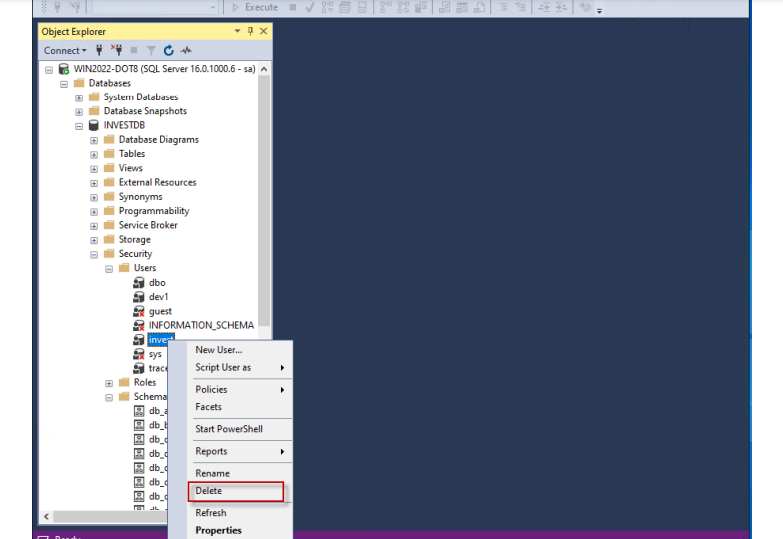 Execute
Object Explorer
Connect
WIN2022-DOT8 (SQL Server 16.0.1000.6 - sa)
Databases
System Databases
Database Snapshots
INVESTDB
Database Diagrams
Tables
Views
External Resources
Synonyms
Programmability
Service Broker
Storage
Security
Users
dbo
dev1
guest
INFORMATION_SCHEMA
invest
sys
trace
Roles
Schema
db_a
db_b
db_d
db_d
db_d
db_d
db_d
New User...
Script User as
Policies
Facets
Start PowerShell
Reports
Rename
Delete
Refresh
Properties
Ready